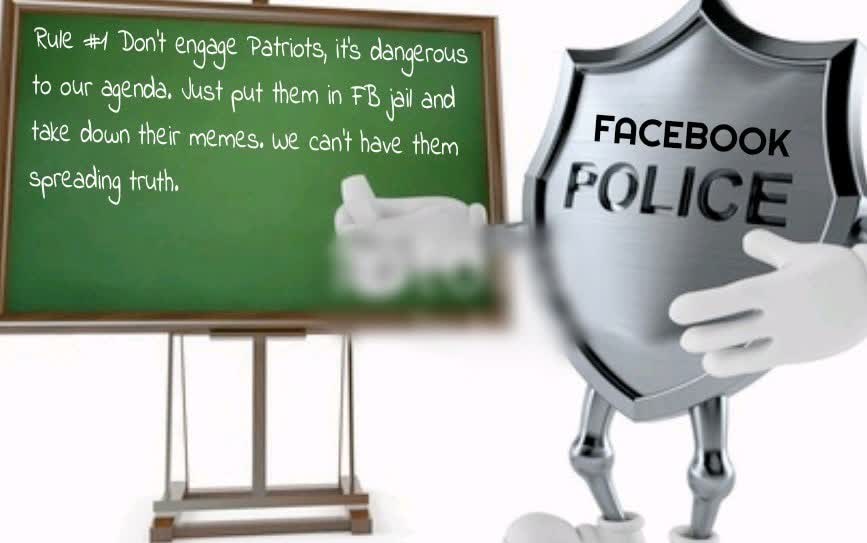 Rule #1 Don't engage Patriots, it's dangerous
to our agenda. Just put them in FB jail and
take down their memes. We can't have them
spreading truth.
FACEBOOK
POLICE